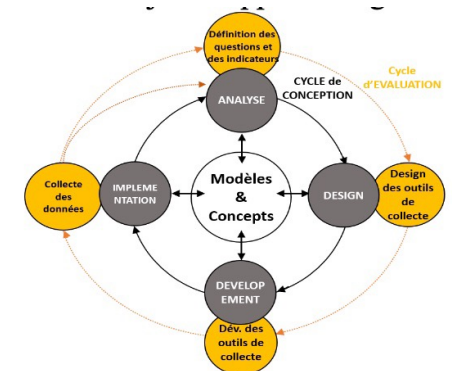 Définition des
questions et
des indicateurs
Cycle
d'EVALUATION
CYCLE de
CONCEPTION
ANALYSE
Collecte
des
données
IMPLEME
NTATION
Modèles
&
Concepts
DESIGN
Design
des outils
de
collecte
DEVELOP
EMENT
Dév. des
outils de
collecte